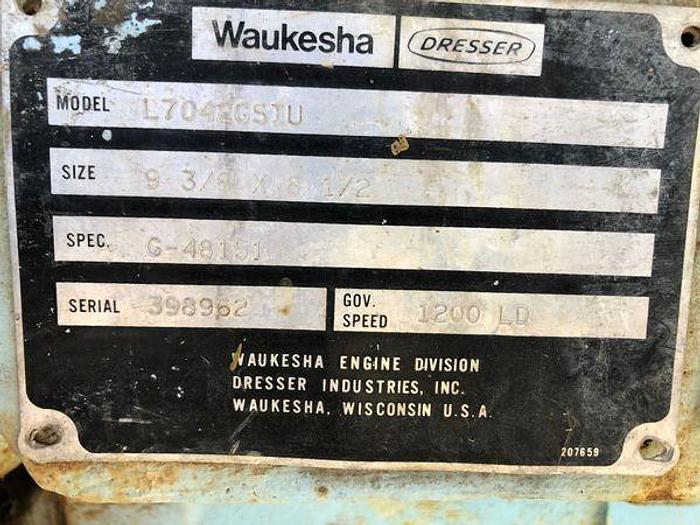 Waukesha DRESSER
MODEL L7042GSIU
SIZE 9 3/8 X 8 1/2
SPEC. G-48151
SERIAL 398962 GOV. SPEED 1200 LD
WAUKESHA ENGINE DIVISION
DRESSER INDUSTRIES, INC.
WAUKESHA, WISCONSIN U.S.A.
207659